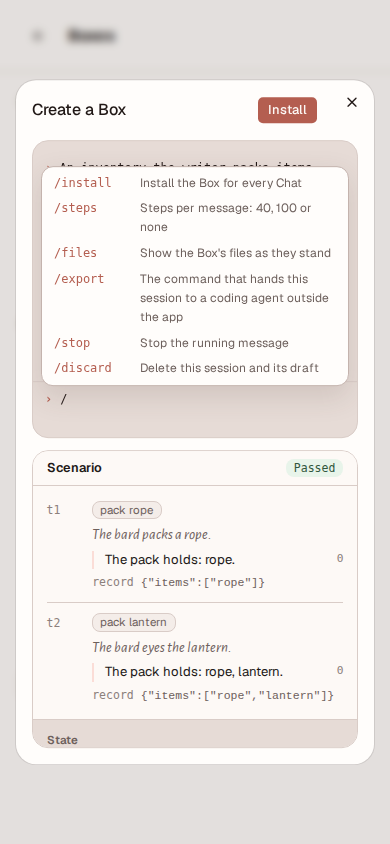 Boxes
Create a Box
Install
/install Install the Box for every Chat
/steps Steps per message: 40, 100 or
none
/files Show the Box's files as they stand
/export The command that hands this
session to a coding agent outside
the app
/stop Stop the running message
/discard Delete this session and its draft
› /
Scenario Passed
t1 pack rope
The bard packs a rope.
The pack holds: rope. 0
record {"items":["rope"]}
t2 pack lantern
The bard eyes the lantern.
The pack holds: rope, lantern. 0
record {"items":["rope","lantern"]}
State